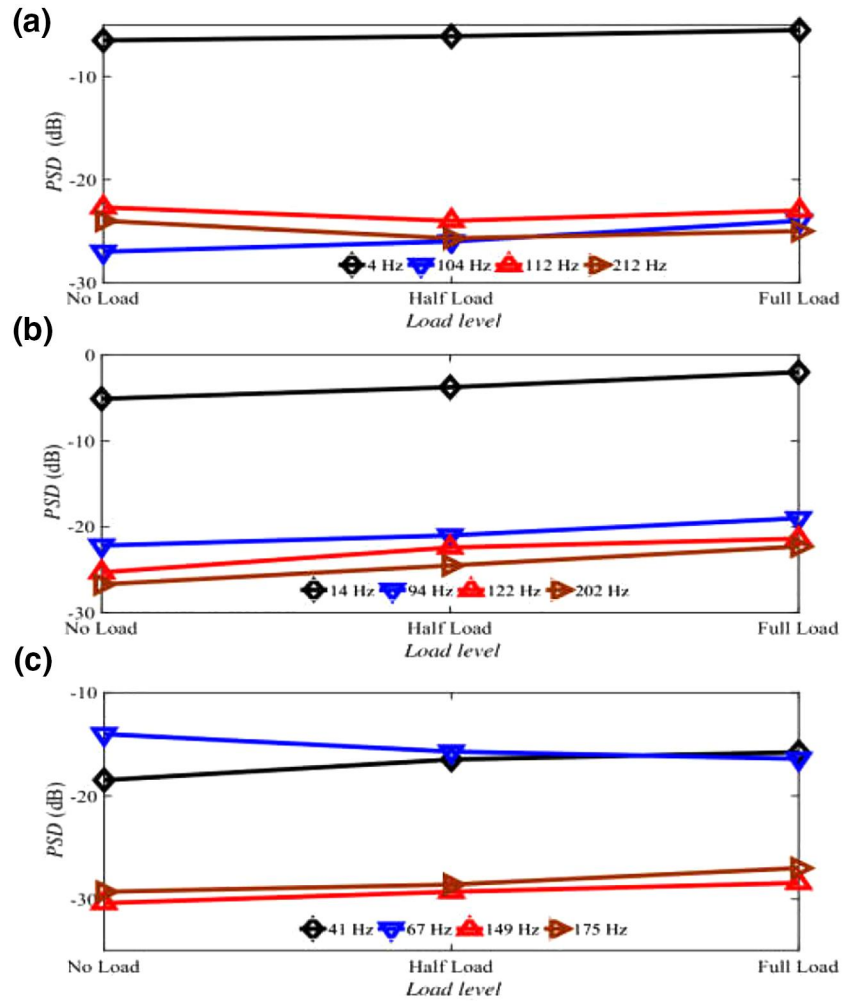 (a)
-10
-20
-30
PSD (dB)
4 Hz 104 Hz 112 Hz 212 Hz
No Load Half Load Full Load
Load level
(b)
0
-10
-20
-30
PSD (dB)
14 Hz 94 Hz 122 Hz 202 Hz
No Load Half Load Full Load
Load level
(c)
-10
-20
-30
PSD (dB)
41 Hz 67 Hz 149 Hz 175 Hz
No Load Half Load Full Load
Load level